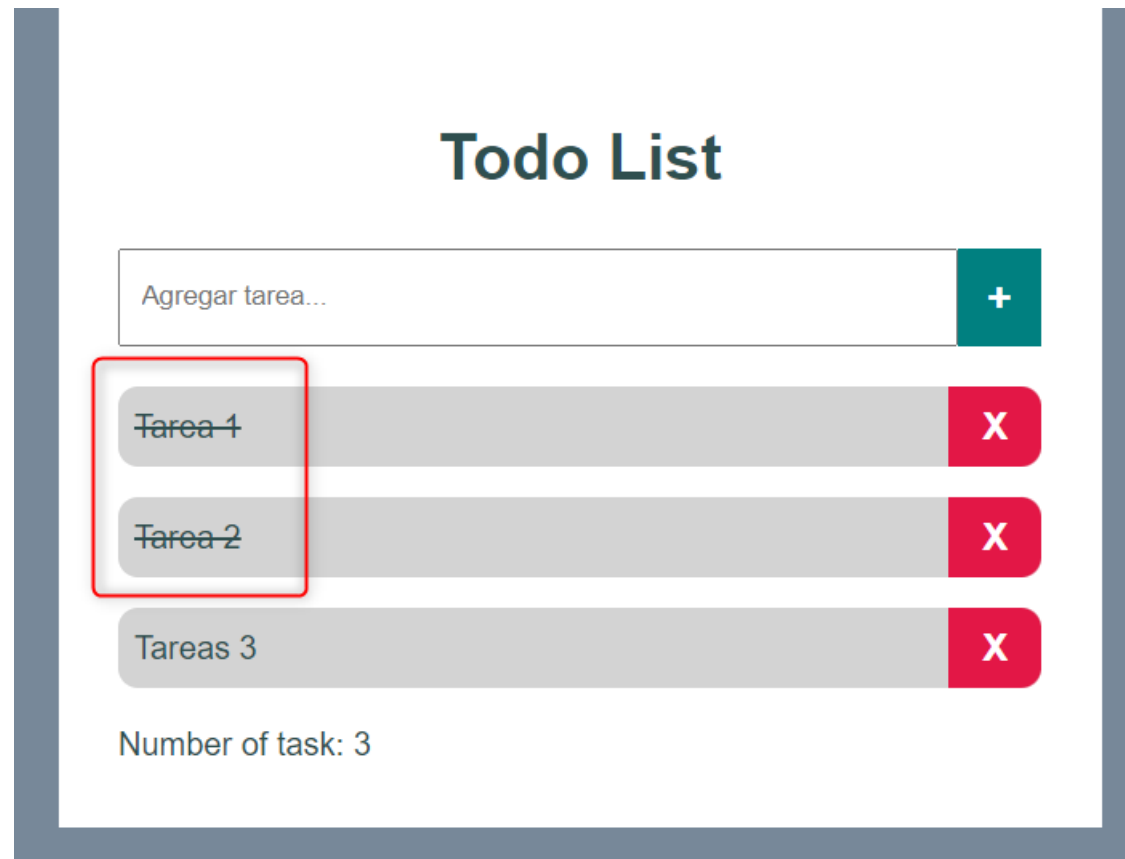 Todo List
Agregar tarea...
+
Tarea 1
X
Tarea 2
X
Tareas 3
X
Number of task: 3